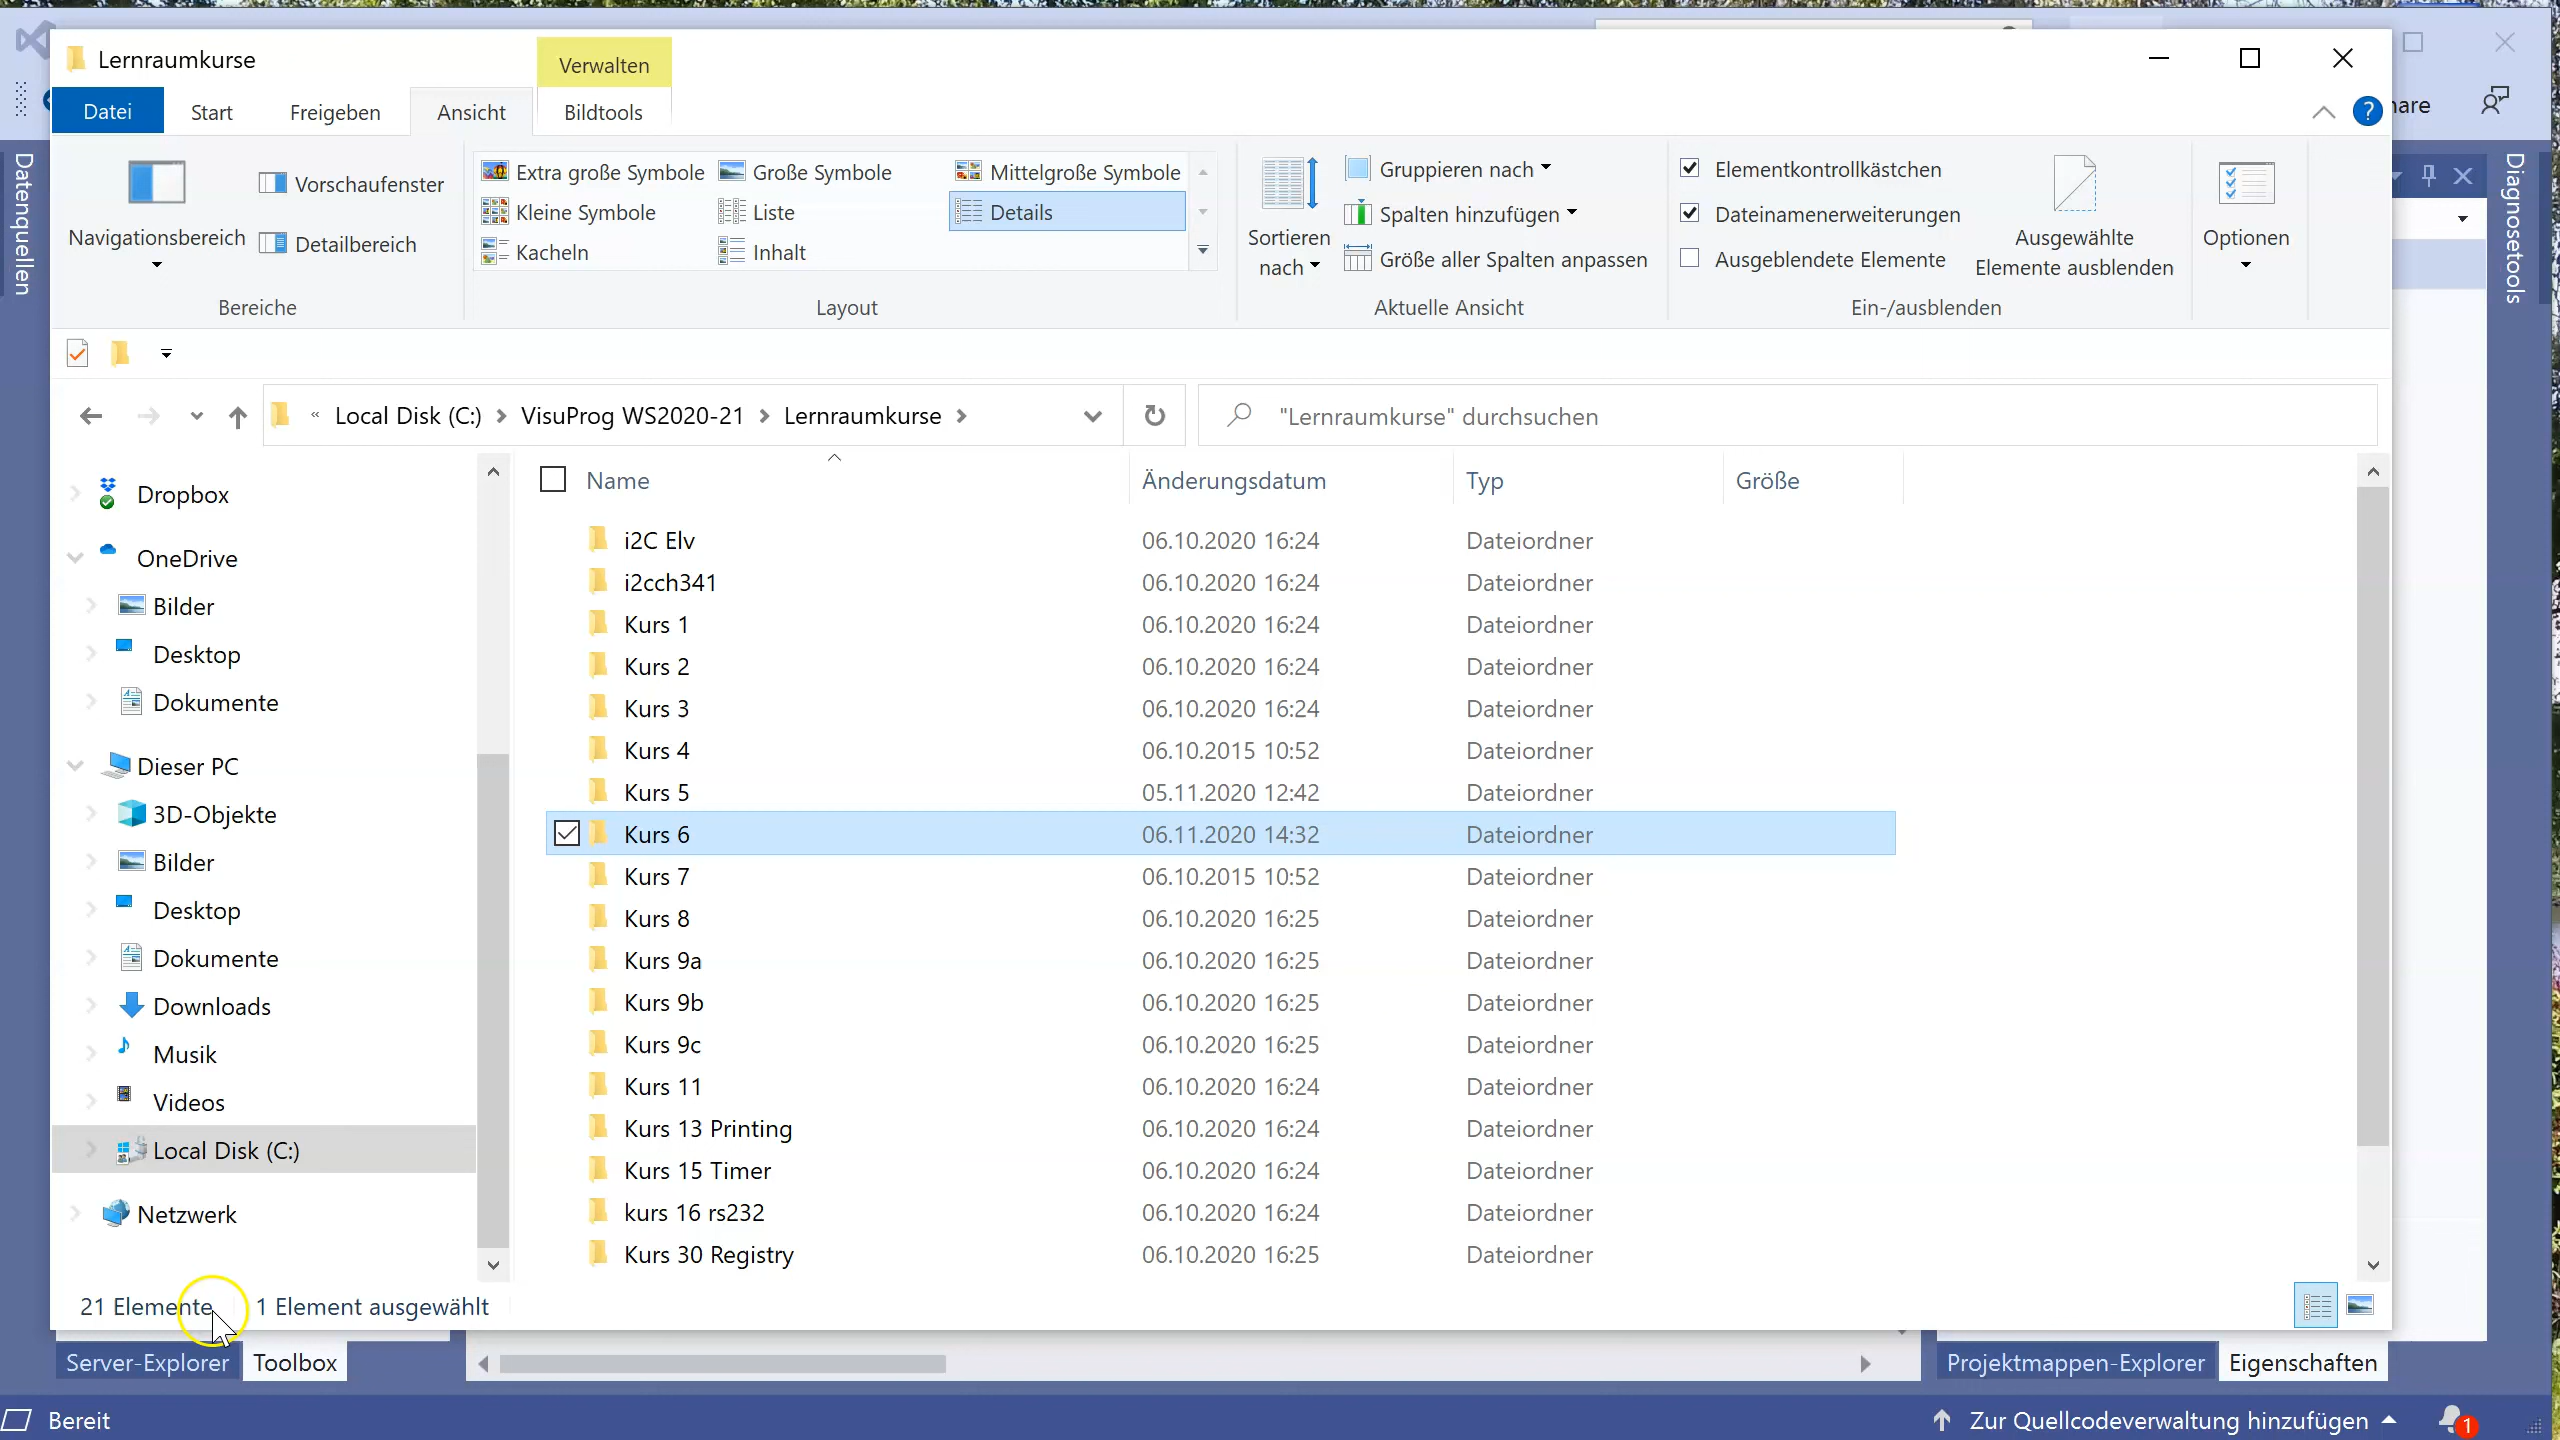 Lernraumkurse
Verwalten
Datei
Start
Freigeben
Ansicht
Bildtools
hare
Navigationsbereich
Vorschaufenster
Detailbereich
Bereiche
Extra große Symbole
Große Symbole
Mittelgroße Symbole
Kleine Symbole
Liste
Details
Kacheln
Inhalt
Layout
Sortieren
nach
Gruppieren nach
Spalten hinzufügen
Größe aller Spalten anpassen
Aktuelle Ansicht
Elementkontrollkästchen
Dateinamenerweiterungen
Ausgeblendete Elemente
Ausgewählte
Elemente ausblenden
Ein-/ausblenden
Optionen
Datenquellen
Diagnosetools
« Local Disk (C:) > VisuProg WS2020-21 > Lernraumkurse >
"Lernraumkurse" durchsuchen
Dropbox
OneDrive
Bilder
Desktop
Dokumente
Dieser PC
3D-Objekte
Bilder
Desktop
Dokumente
Downloads
Musik
Videos
Local Disk (C:)
Netzwerk
Name Änderungsdatum Typ Größe
i2C Elv 06.10.2020 16:24 Dateiordner
i2cch341 06.10.2020 16:24 Dateiordner
Kurs 1 06.10.2020 16:24 Dateiordner
Kurs 2 06.10.2020 16:24 Dateiordner
Kurs 3 06.10.2020 16:24 Dateiordner
Kurs 4 06.10.2015 10:52 Dateiordner
Kurs 5 05.11.2020 12:42 Dateiordner
Kurs 6 06.11.2020 14:32 Dateiordner
Kurs 7 06.10.2015 10:52 Dateiordner
Kurs 8 06.10.2020 16:25 Dateiordner
Kurs 9a 06.10.2020 16:25 Dateiordner
Kurs 9b 06.10.2020 16:25 Dateiordner
Kurs 9c 06.10.2020 16:25 Dateiordner
Kurs 11 06.10.2020 16:24 Dateiordner
Kurs 13 Printing 06.10.2020 16:24 Dateiordner
Kurs 15 Timer 06.10.2020 16:24 Dateiordner
kurs 16 rs232 06.10.2020 16:24 Dateiordner
Kurs 30 Registry 06.10.2020 16:25 Dateiordner
21 Elemente 1 Element ausgewählt
Server-Explorer Toolbox
Projektmappen-Explorer Eigenschaften
Bereit
Zur Quellcodeverwaltung hinzufügen
1